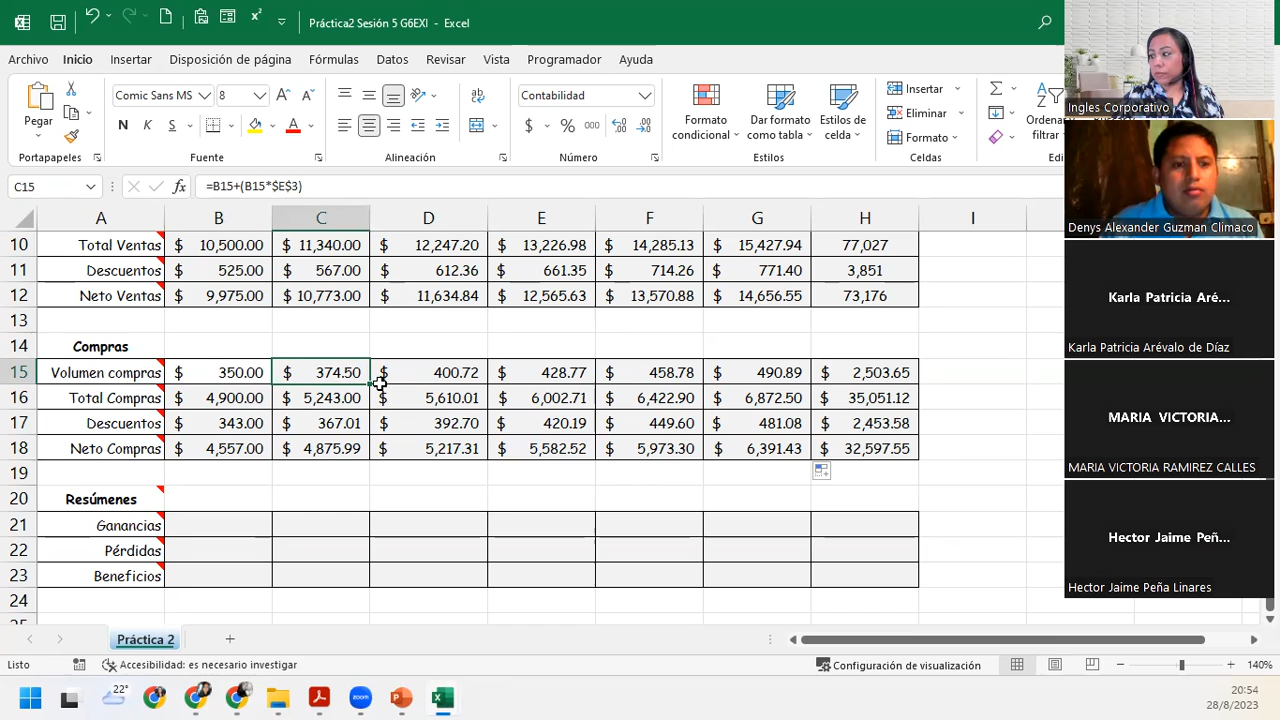 Práctica2 Sesión 5 G6EXI - Excel
Archivo Inicio Insertar Disposición de página Fórmulas Datos Revisar Vista Programador Ayuda
Pegar
Comic Sans MS 8
Contabilidad
Formato condicional
Dar formato como tabla
Estilos de celda
Insertar
Eliminar
Formato
Ordenar y filtrar
Portapapeles Fuente Alineación Número Estilos Celdas
C15 fx =B15+(B15*$E$3)
A B C D E F G H I
10 Total Ventas $ 10,500.00 $ 11,340.00 $ 12,247.20 $ 13,226.98 $ 14,285.13 $ 15,427.94 77,027
11 Descuentos $ 525.00 $ 567.00 $ 612.36 $ 661.35 $ 714.26 $ 771.40 3,851
12 Neto Ventas $ 9,975.00 $ 10,773.00 $ 11,634.84 $ 12,565.63 $ 13,570.88 $ 14,656.55 73,176
13
14 Compras
15 Volumen compras $ 350.00 $ 374.50 $ 400.72 $ 428.77 $ 458.78 $ 490.89 $ 2,503.65
16 Total Compras $ 4,900.00 $ 5,243.00 $ 5,610.01 $ 6,002.71 $ 6,422.90 $ 6,872.50 $ 35,051.12
17 Descuentos $ 343.00 $ 367.01 $ 392.70 $ 420.19 $ 449.60 $ 481.08 $ 2,453.58
18 Neto Compras $ 4,557.00 $ 4,875.99 $ 5,217.31 $ 5,582.52 $ 5,973.30 $ 6,391.43 $ 32,597.55
19
20 Resúmenes
21 Ganancias
22 Pérdidas
23 Beneficios
24
Práctica 2
Listo Accesibilidad: es necesario investigar Configuración de visualización 140%
22°
20:54
28/8/2023
Ingles Corporativo
Denys Alexander Guzman Climaco
Karla Patricia Aré...
Karla Patricia Arévalo de Díaz
MARIA VICTORIA...
MARIA VICTORIA RAMIREZ CALLES
Hector Jaime Peñ...
Hector Jaime Peña Linares